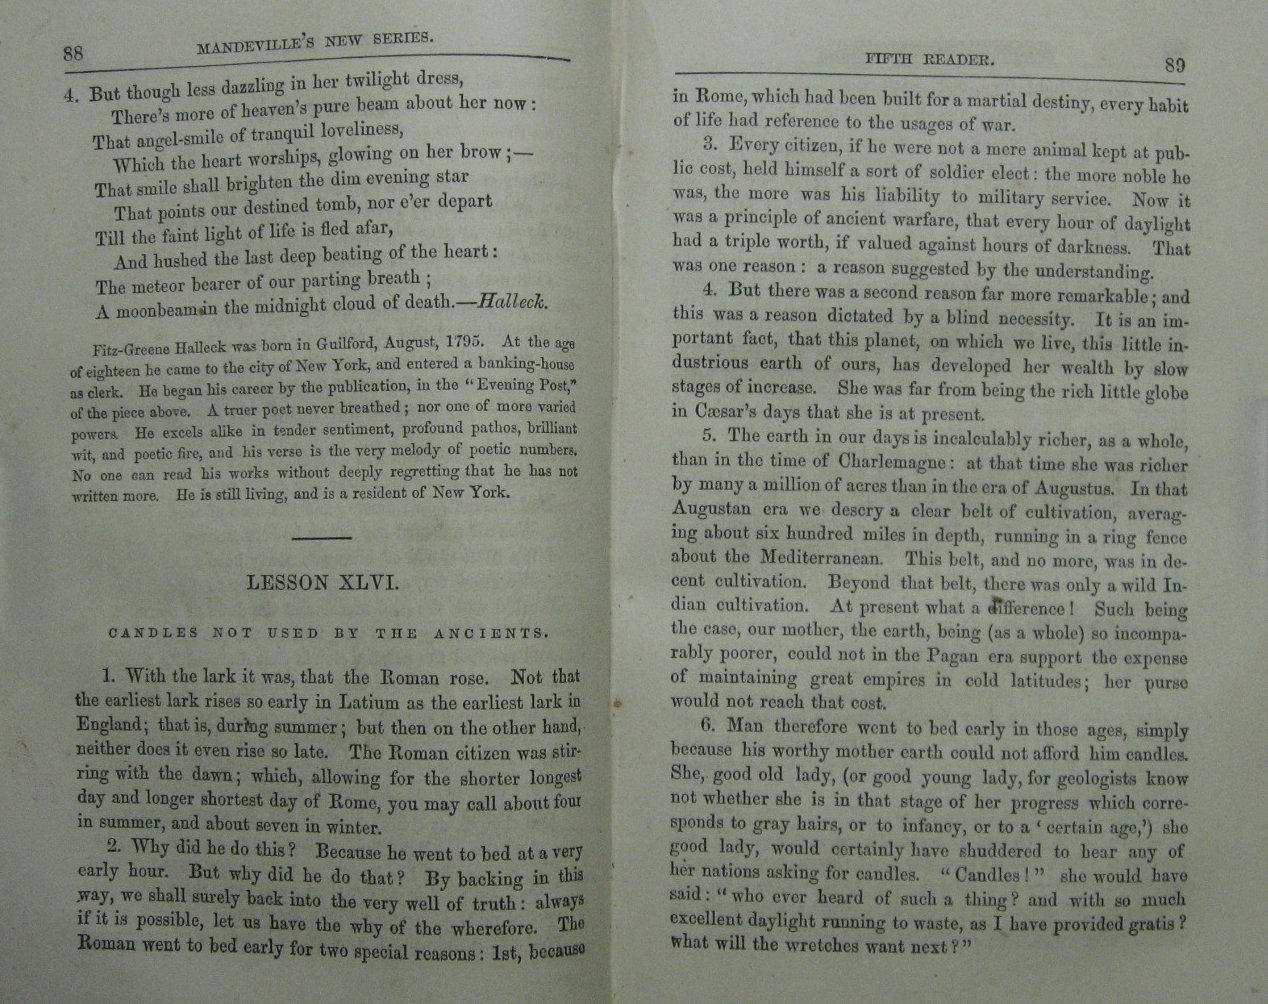 88
MANDEVILLE'S NEW SERIES.
4. But though less dazzling in her twilight dress,
There's more of heaven's pure beam about her now :
That angel-smile of tranquil loveliness,
Which the heart worships, glowing on her brow ;—
That smile shall brighten the dim evening star
That points our destined tomb, nor e'er depart
Till the faint light of life is fled afar,
And hushed the last deep beating of the heart :
The meteor bearer of our parting breath ;
A moonbeam in the midnight cloud of death.—Halleck.
Fitz-Greene Halleck was born in Guilford, August, 1795. At the age
of eighteen he came to the city of New York, and entered a banking-house
as clerk. He began his career by the publication, in the "Evening Post,"
of the piece above. A truer poet never breathed ; nor one of more varied
powers. He excels alike in tender sentiment, profound pathos, brilliant
wit, and poetic fire, and his verse is the very melody of poetic numbers.
No one can read his works without deeply regretting that he has not
written more. He is still living, and is a resident of New York.
LESSON XLVI.
CANDLES NOT USED BY THE ANCIENTS.
1. With the lark it was, that the Roman rose. Not that
the earliest lark rises so early in Latium as the earliest lark in
England; that is, during summer; but then on the other hand,
neither does it even rise so late. The Roman citizen was stir-
ring with the dawn; which, allowing for the shorter longest
day and longer shortest day of Rome, you may call about four
in summer, and about seven in winter.
2. Why did he do this? Because he went to bed at a very
early hour. But why did he do that? By backing in this
way, we shall surely back into the very well of truth: always
if it is possible, let us have the why of the wherefore. The
Roman went to bed early for two special reasons: 1st, because
FIFTH READER.
89
in Rome, which had been built for a martial destiny, every habit
of life had reference to the usages of war.
3. Every citizen, if he were not a mere animal kept at pub-
lic cost, held himself a sort of soldier elect : the more noble he
was, the more was his liability to military service. Now it
was a principle of ancient warfare, that every hour of daylight
had a triple worth, if valued against hours of darkness. That
was one reason : a reason suggested by the understanding.
4. But there was a second reason far more remarkable ; and
this was a reason dictated by a blind necessity. It is an im-
portant fact, that this planet, on which we live, this little in-
dustrious earth of ours, has developed her wealth by slow
stages of increase. She was far from being the rich little globe
in Cæsar's days that she is at present.
5. The earth in our days is incalculably richer, as a whole,
than in the time of Charlemagne : at that time she was richer
by many a million of acres than in the era of Augustus. In that
Augustan era we descry a clear belt of cultivation, averag-
ing about six hundred miles in depth, running in a ring fence
about the Mediterranean. This belt, and no more, was in de-
cent cultivation. Beyond that belt, there was only a wild In-
dian cultivation. At present what a difference ! Such being
the case, our mother, the earth, being (as a whole) so incompa-
rably poorer, could not in the Pagan era support the expense
of maintaining great empires in cold latitudes; her purse
would not reach that cost.
6. Man therefore went to bed early in those ages, simply
because his worthy mother earth could not afford him candles.
She, good old lady, (or good young lady, for geologists know
not whether she is in that stage of her progress which corre-
sponds to gray hairs, or to infancy, or to a ' certain age,') she
good lady, would certainly have shuddered to hear any of
her nations asking for candles. "Candles !" she would have
said : "who ever heard of such a thing ? and with so much
excellent daylight running to waste, as I have provided gratis ?
What will the wretches want next ?"